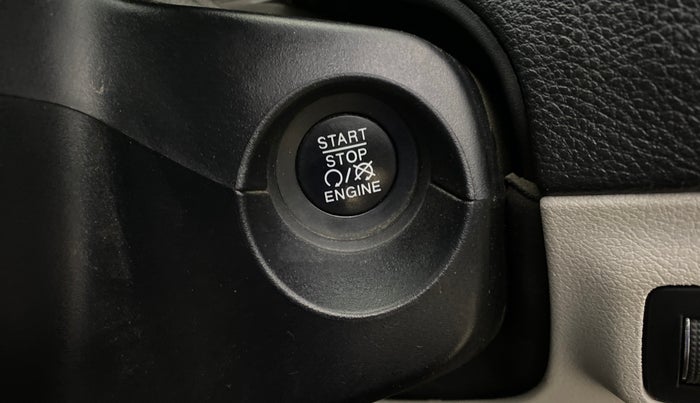 START
STOP
/
ENGINE